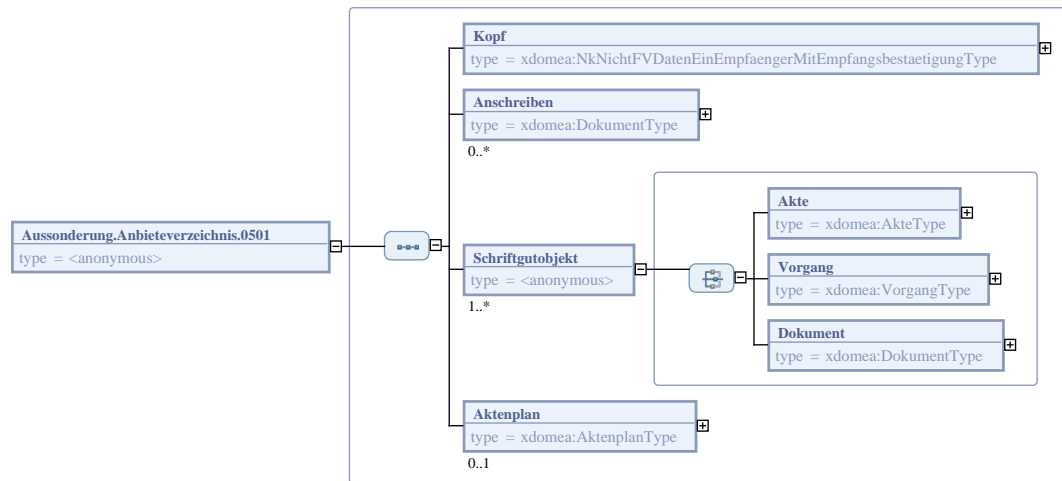 Kopf
type = xdomea:NkNichtFVDatenEinEmpfaengerMitEmpfangsbestaetigungType
Anschreiben
type = xdomea:DokumentType
0..*
Aussonderung.Anbieteverzeichnis.0501
type = <anonymous>
Schriftgutobjekt
type = <anonymous>
1..*
Akte
type = xdomea:AkteType
Vorgang
type = xdomea:VorgangType
Dokument
type = xdomea:DokumentType
Aktenplan
type = xdomea:AktenplanType
0..1